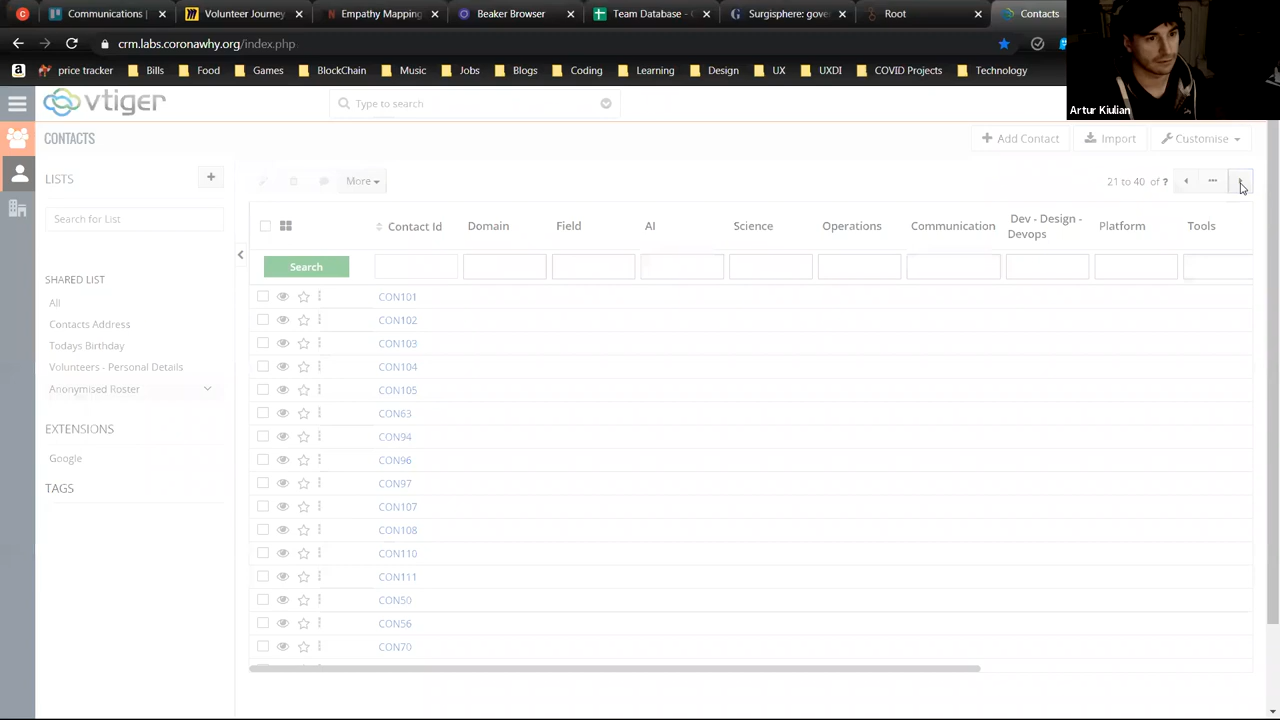 Communications |
Volunteer Journey
Empathy Mapping
Beaker Browser
Tool Database -
Surgisphere: gove
Contacts
crm.labs.coronawhy.org/index.php
price tracker
Bills
Food
Games
BlockChain
Music
Jobs
Blogs
Coding
Learning
Design
UX
UXDI
COVID Projects
Technology
Artur Kiulian
vtiger
Type to search
CONTACTS
Add Contact
Import
Customise
LISTS
More
21 to 40 of ?
Search for List
Contact Id
Domain
Field
AI
Science
Operations
Communication
Dev - Design -
Devops
Platform
Tools
Search
SHARED LIST
All
Contacts Address
Todays Birthday
Volunteers - Personal Details
Anonymised Roster
EXTENSIONS
Google
TAGS
CON101
CON102
CON103
CON104
CON105
CON63
CON94
CON96
CON97
CON107
CON108
CON110
CON111
CON50
CON56
CON70